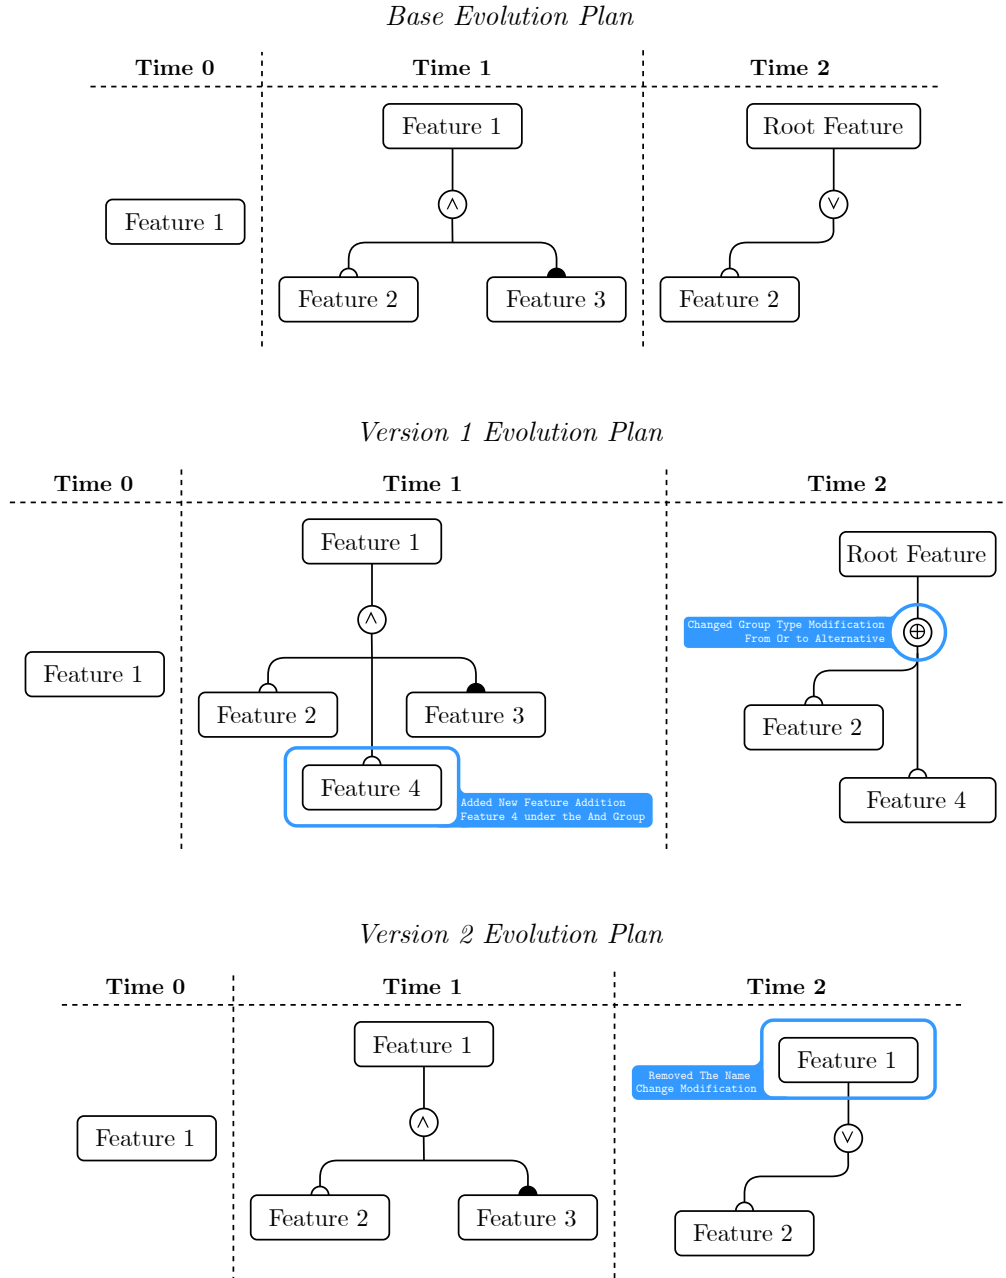 Base Evolution Plan
Time 0
Time 1
Time 2
Feature 1
Root Feature
∧
∨
Feature 1
Feature 2
Feature 3
Feature 2
Version 1 Evolution Plan
Time 0
Time 1
Time 2
Feature 1
Root Feature
∧
Changed Group Type Modification
From Or to Alternative
⊕
Feature 1
Feature 2
Feature 3
Feature 2
Feature 4
Added New Feature Addition
Feature 4 under the And Group
Feature 4
Version 2 Evolution Plan
Time 0
Time 1
Time 2
Feature 1
Feature 1
Removed The Name
Change Modification
∧
∨
Feature 1
Feature 2
Feature 3
Feature 2